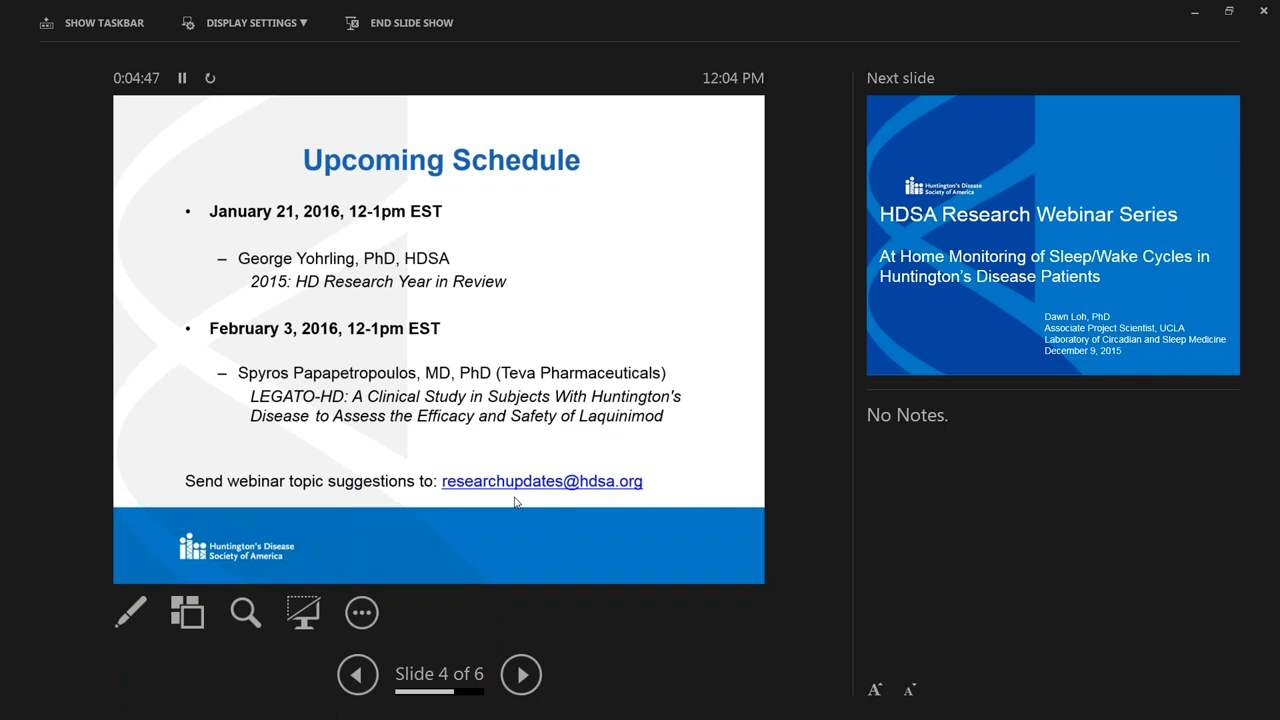 SHOW TASKBAR
DISPLAY SETTINGS ▼
END SLIDE SHOW
0:04:47
12:04 PM
Upcoming Schedule
• January 21, 2016, 12-1pm EST
– George Yohrling, PhD, HDSA
2015: HD Research Year in Review
• February 3, 2016, 12-1pm EST
– Spyros Papapetropoulos, MD, PhD (Teva Pharmaceuticals)
LEGATO-HD: A Clinical Study in Subjects With Huntington's
Disease to Assess the Efficacy and Safety of Laquinimod
Send webinar topic suggestions to: researchupdates@hdsa.org
Huntington's Disease
Society of America
Slide 4 of 6
Next slide
Huntington's Disease
Society of America
HDSA Research Webinar Series
At Home Monitoring of Sleep/Wake Cycles in
Huntington's Disease Patients
Dawn Loh, PhD
Associate Project Scientist, UCLA
Laboratory of Circadian and Sleep Medicine
December 9, 2015
No Notes.
A A